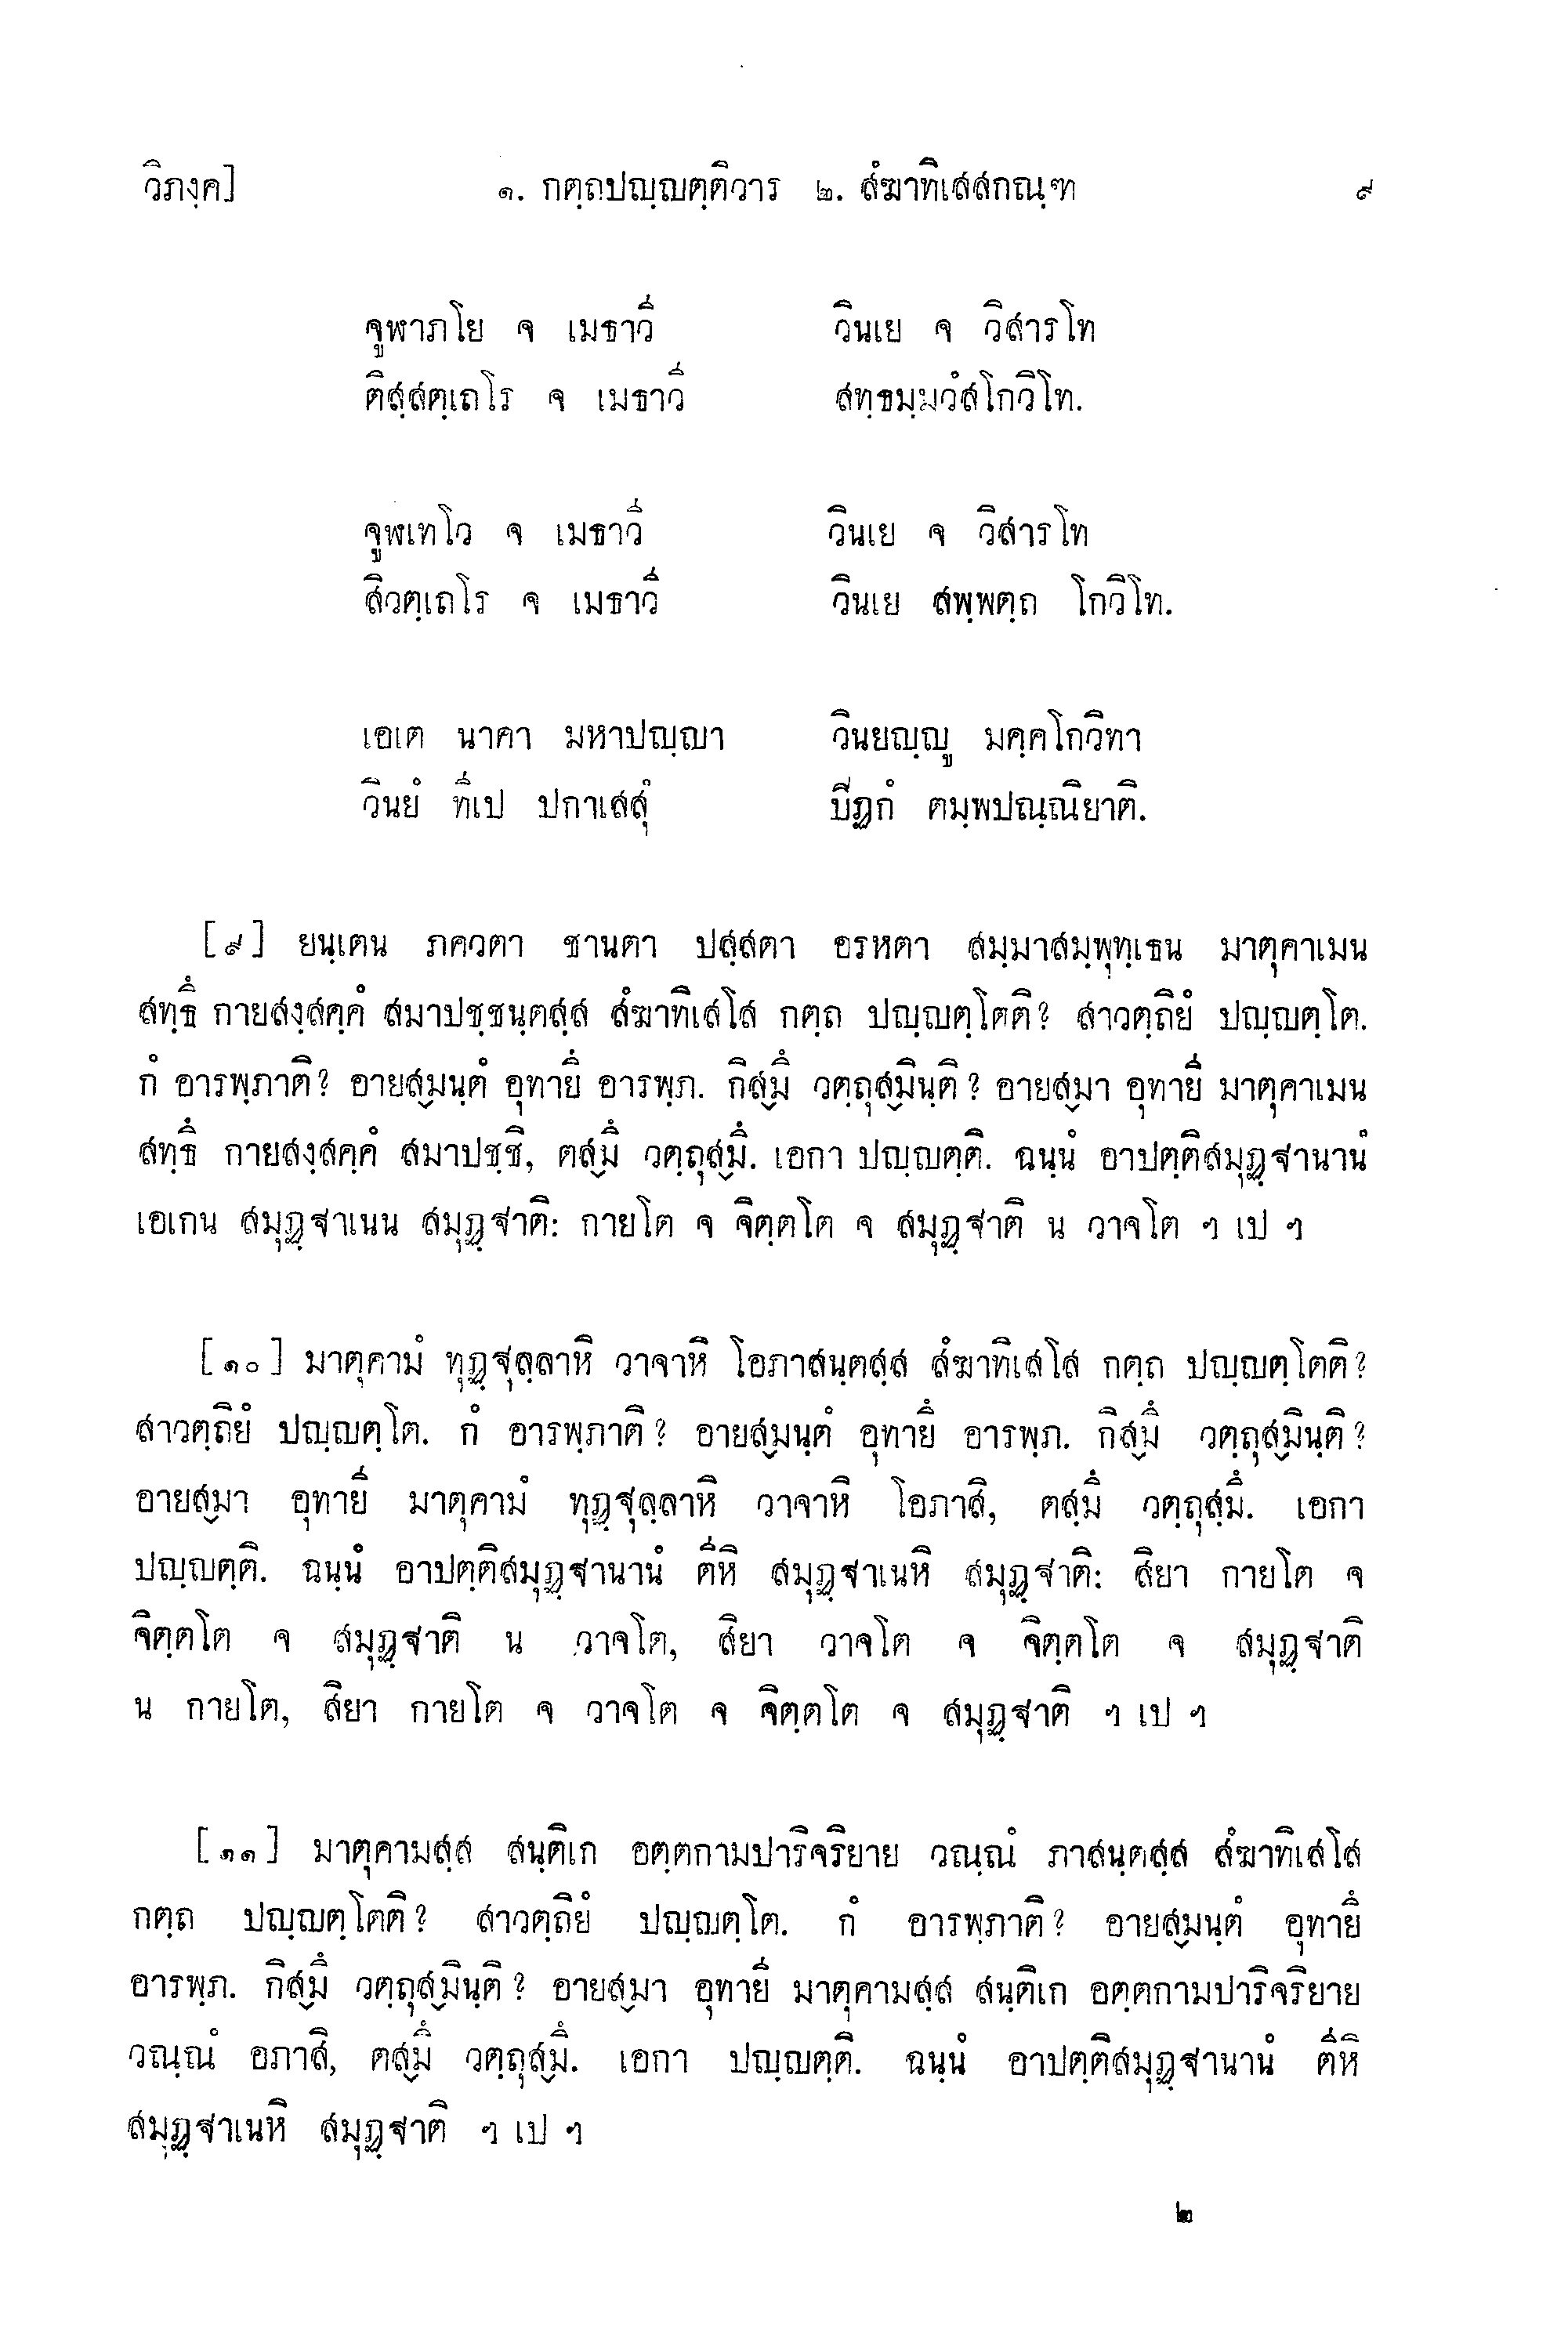 วิภงฺค] ๑. กตฺถปญฺญตฺติวาร ๒. สํฆาทิเสสกณฺฑ ๙
จูฬาภโย จ เมธาวี วินเย จ วิสารโท
ติสฺสตฺเถโร จ เมธาวี สทฺธมฺมวํสโกวิโท.
จูฬเทโว จ เมธาวี วินเย จ วิสารโท
สิวตฺเถโร จ เมธาวี วินเย สพฺพตฺถ โกวิโท.
เอเต นาคา มหาปญฺญา วินยญฺญู มคฺคโกวิทา
วินยํ ทีเป ปกาเสสุํ ปีฏกํ ตมฺพปณฺณิยาติ.
[๙] ยนฺเตน ภควตา ชานตา ปสฺสตา อรหตา สมฺมาสมฺพุทฺเธน มาตุคาเมน
สทฺธึ กายสงฺสคฺคํ สมาปชฺชนฺตสฺส สํฆาทิเสโส กตฺถ ปญฺญตฺโตติ? สาวตฺถิยํ ปญฺญตฺโต.
กํ อารพฺภาติ? อายสฺมนฺตํ อุทายึ อารพฺภ. กิสฺมึ วตฺถุสฺมินฺติ? อายสฺมา อุทายี มาตุคาเมน
สทฺธึ กายสงฺสคฺคํ สมาปชฺชิ, ตสฺมึ วตฺถุสฺมึ. เอกา ปญฺญตฺติ. ฉนฺนํ อาปตฺติสมุฏฺฐานานํ
เอเกน สมุฏฺฐาเนน สมุฏฺฐาติ: กายโต จ จิตฺตโต จ สมุฏฺฐาติ น วาจโต ฯ เป ฯ
[๑๐] มาตุคามํ ทุฏฺฐุลฺลาหิ วาจาหิ โอภาสนฺตสฺส สํฆาทิเสโส กตฺถ ปญฺญตฺโตติ?
สาวตฺถิยํ ปญฺญตฺโต. กํ อารพฺภาติ? อายสฺมนฺตํ อุทายึ อารพฺภ. กิสฺมึ วตฺถุสฺมินฺติ?
อายสฺมา อุทายี มาตุคามํ ทุฏฺฐุลฺลาหิ วาจาหิ โอภาสิ, ตสฺมึ วตฺถุสฺมึ. เอกา
ปญฺญตฺติ. ฉนฺนํ อาปตฺติสมุฏฺฐานานํ ตีหิ สมุฏฺฐาเนหิ สมุฏฺฐาติ: สิยา กายโต จ
จิตฺตโต จ สมุฏฺฐาติ น วาจโต, สิยา วาจโต จ จิตฺตโต จ สมุฏฺฐาติ
น กายโต, สิยา กายโต จ วาจโต จ จิตฺตโต จ สมุฏฺฐาติ ฯ เป ฯ
[๑๑] มาตุคามสฺส สนฺติเก อตฺตกามปาริจริยาย วณฺณํ ภาสนฺตสฺส สํฆาทิเสโส
กตฺถ ปญฺญตฺโตติ? สาวตฺถิยํ ปญฺญตฺโต. กํ อารพฺภาติ? อายสฺมนฺตํ อุทายึ
อารพฺภ. กิสฺมึ วตฺถุสฺมินฺติ? อายสฺมา อุทายี มาตุคามสฺส สนฺติเก อตฺตกามปาริจริยาย
วณฺณํ อภาสิ, ตสฺมึ วตฺถุสฺมึ. เอกา ปญฺญตฺติ. ฉนฺนํ อาปตฺติสมุฏฺฐานานํ ตีหิ
สมุฏฺฐาเนหิ สมุฏฺฐาติ ฯ เป ฯ
๒